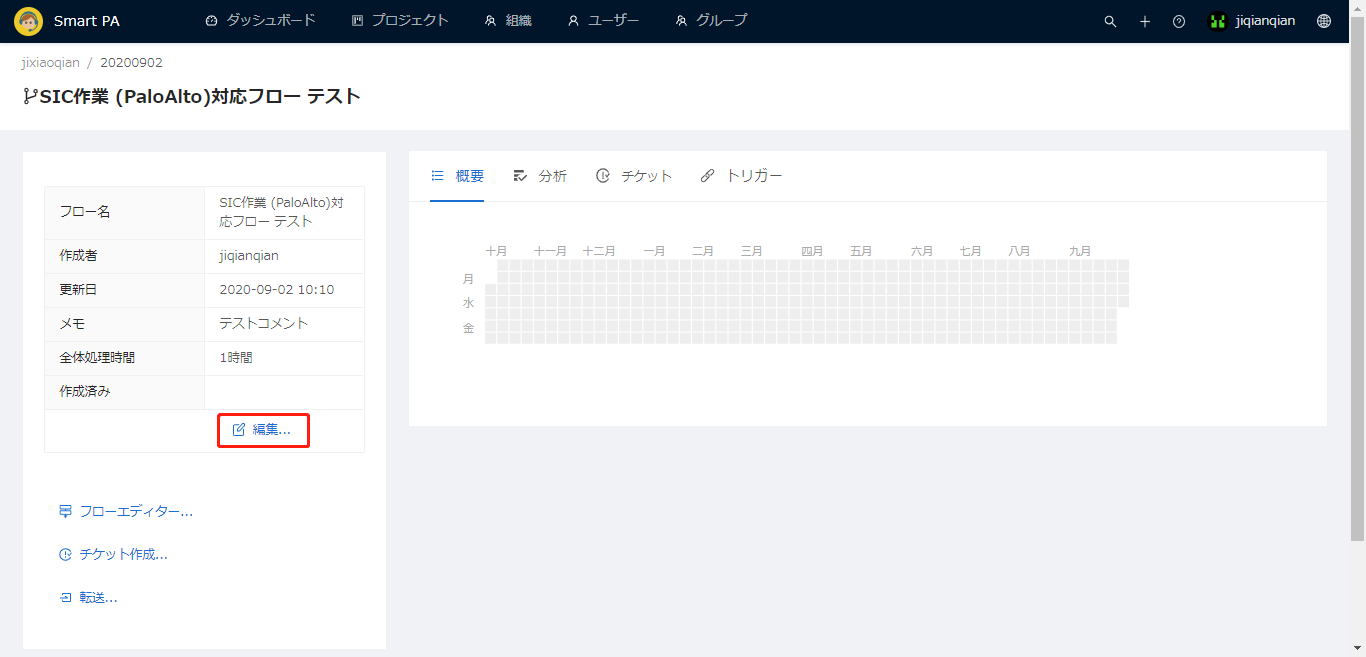 Smart PA
ダッシュボード
プロジェクト
組織
ユーザー
グループ
jiqianqian
jixiaoqian / 20200902
SIC作業 (PaloAlto)対応フロー テスト
フロー名
SIC作業 (PaloAlto)対
応フロー テスト
作成者
jiqianqian
更新日
2020-09-02 10:10
メモ
テストコメント
全体処理時間
1時間
作成済み
編集...
フローエディター...
チケット作成...
転送...
概要
分析
チケット
トリガー
十月 十一月 十二月 一月 二月 三月 四月 五月 六月 七月 八月 九月
月
水
金